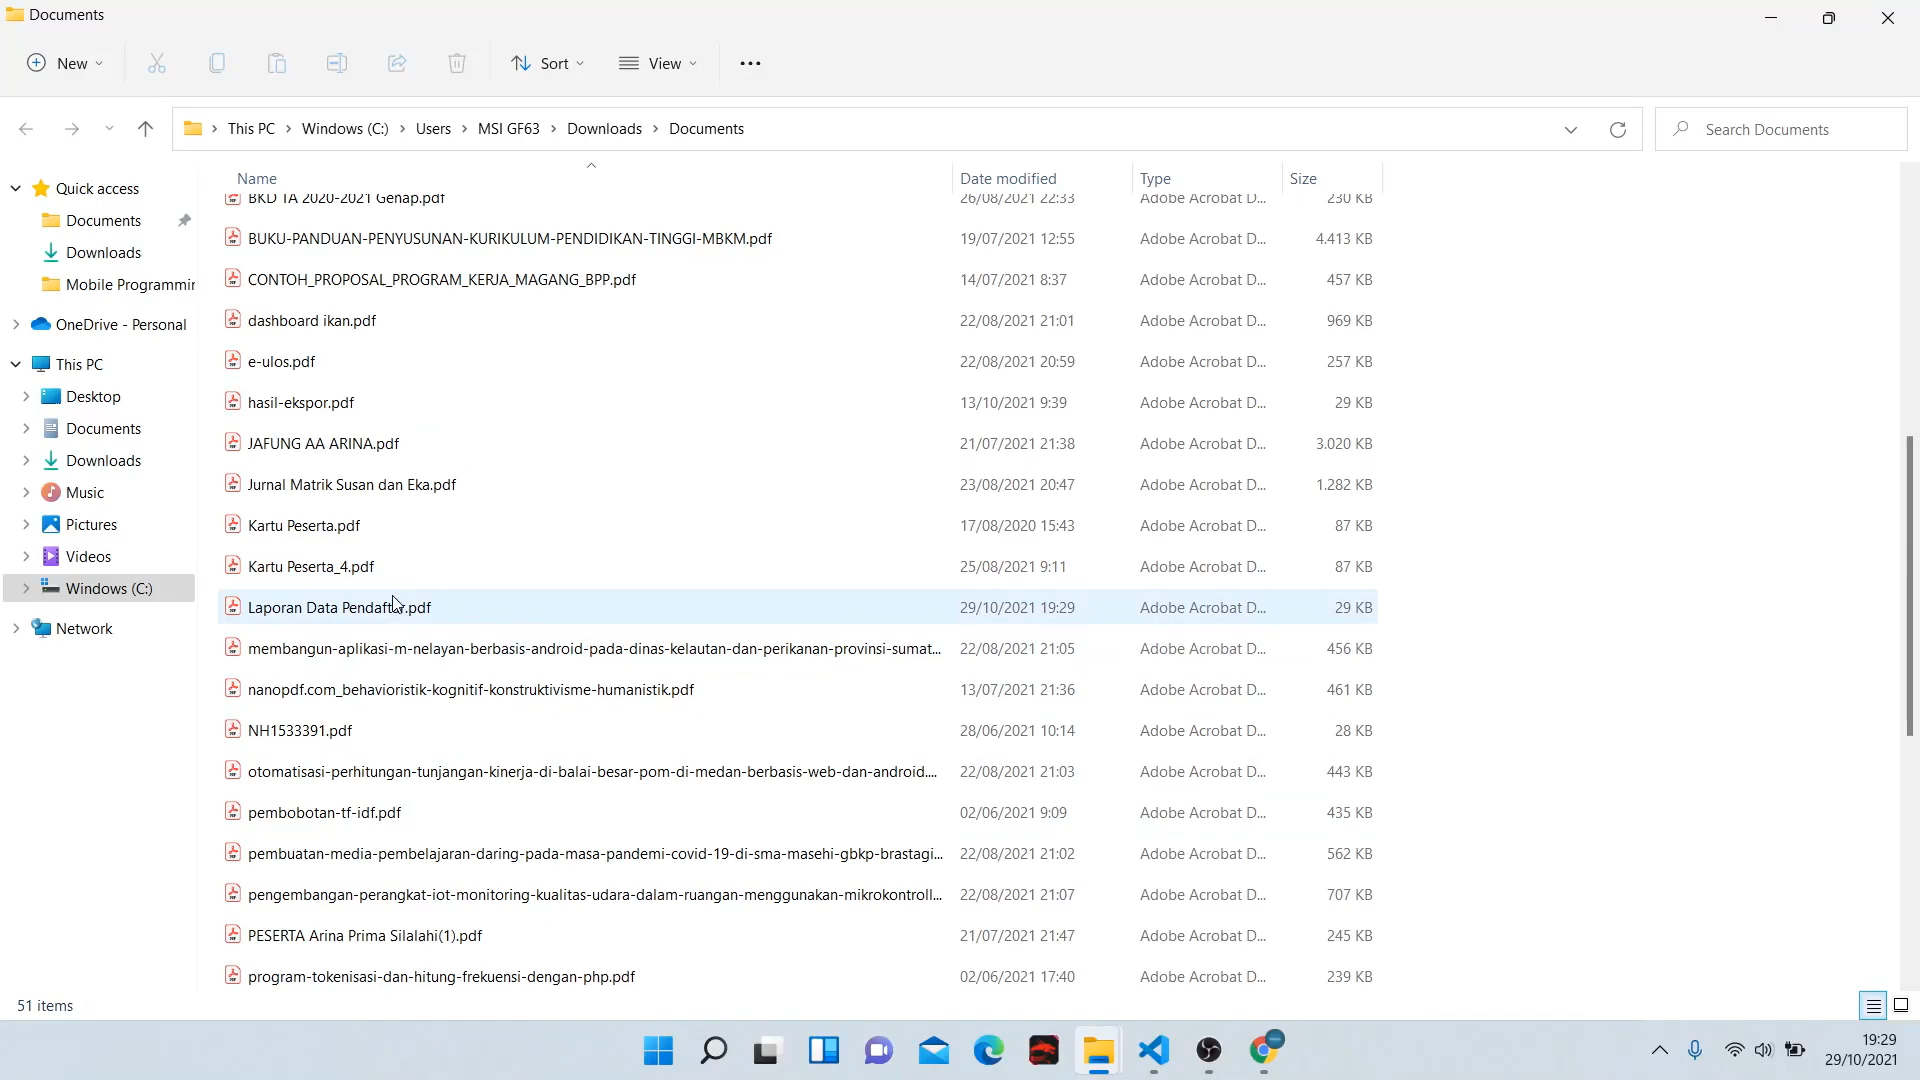 Documents
New
Sort
View
This PC > Windows (C:) > Users > MSI GF63 > Downloads > Documents
Search Documents
Quick access
Documents
Downloads
Mobile Programmin
OneDrive - Personal
This PC
Desktop
Documents
Downloads
Music
Pictures
Videos
Windows (C:)
Network
Name Date modified Type Size
BKD TA 2020-2021 Genap.pdf 26/08/2021 22:33 Adobe Acrobat D... 230 KB
BUKU-PANDUAN-PENYUSUNAN-KURIKULUM-PENDIDIKAN-TINGGI-MBKM.pdf 19/07/2021 12:55 Adobe Acrobat D... 4.413 KB
CONTOH_PROPOSAL_PROGRAM_KERJA_MAGANG_BPP.pdf 14/07/2021 8:37 Adobe Acrobat D... 457 KB
dashboard ikan.pdf 22/08/2021 21:01 Adobe Acrobat D... 969 KB
e-ulos.pdf 22/08/2021 20:59 Adobe Acrobat D... 257 KB
hasil-ekspor.pdf 13/10/2021 9:39 Adobe Acrobat D... 29 KB
JAFUNG AA ARINA.pdf 21/07/2021 21:38 Adobe Acrobat D... 3.020 KB
Jurnal Matrik Susan dan Eka.pdf 23/08/2021 20:47 Adobe Acrobat D... 1.282 KB
Kartu Peserta.pdf 17/08/2020 15:43 Adobe Acrobat D... 87 KB
Kartu Peserta_4.pdf 25/08/2021 9:11 Adobe Acrobat D... 87 KB
Laporan Data Pendaftar.pdf 29/10/2021 19:29 Adobe Acrobat D... 29 KB
membangun-aplikasi-m-nelayan-berbasis-android-pada-dinas-kelautan-dan-perikanan-provinsi-sumat... 22/08/2021 21:05 Adobe Acrobat D... 456 KB
nanopdf.com_behavioristik-kognitif-konstruktivisme-humanistik.pdf 13/07/2021 21:36 Adobe Acrobat D... 461 KB
NH1533391.pdf 28/06/2021 10:14 Adobe Acrobat D... 28 KB
otomatisasi-perhitungan-tunjangan-kinerja-di-balai-besar-pom-di-medan-berbasis-web-dan-android.... 22/08/2021 21:03 Adobe Acrobat D... 443 KB
pembobotan-tf-idf.pdf 02/06/2021 9:09 Adobe Acrobat D... 435 KB
pembuatan-media-pembelajaran-daring-pada-masa-pandemi-covid-19-di-sma-masehi-gbkp-brastagi... 22/08/2021 21:02 Adobe Acrobat D... 562 KB
pengembangan-perangkat-iot-monitoring-kualitas-udara-dalam-ruangan-menggunakan-mikrokontroll... 22/08/2021 21:07 Adobe Acrobat D... 707 KB
PESERTA Arina Prima Silalahi(1).pdf 21/07/2021 21:47 Adobe Acrobat D... 245 KB
program-tokenisasi-dan-hitung-frekuensi-dengan-php.pdf 02/06/2021 17:40 Adobe Acrobat D... 239 KB
51 items
19:29
29/10/2021